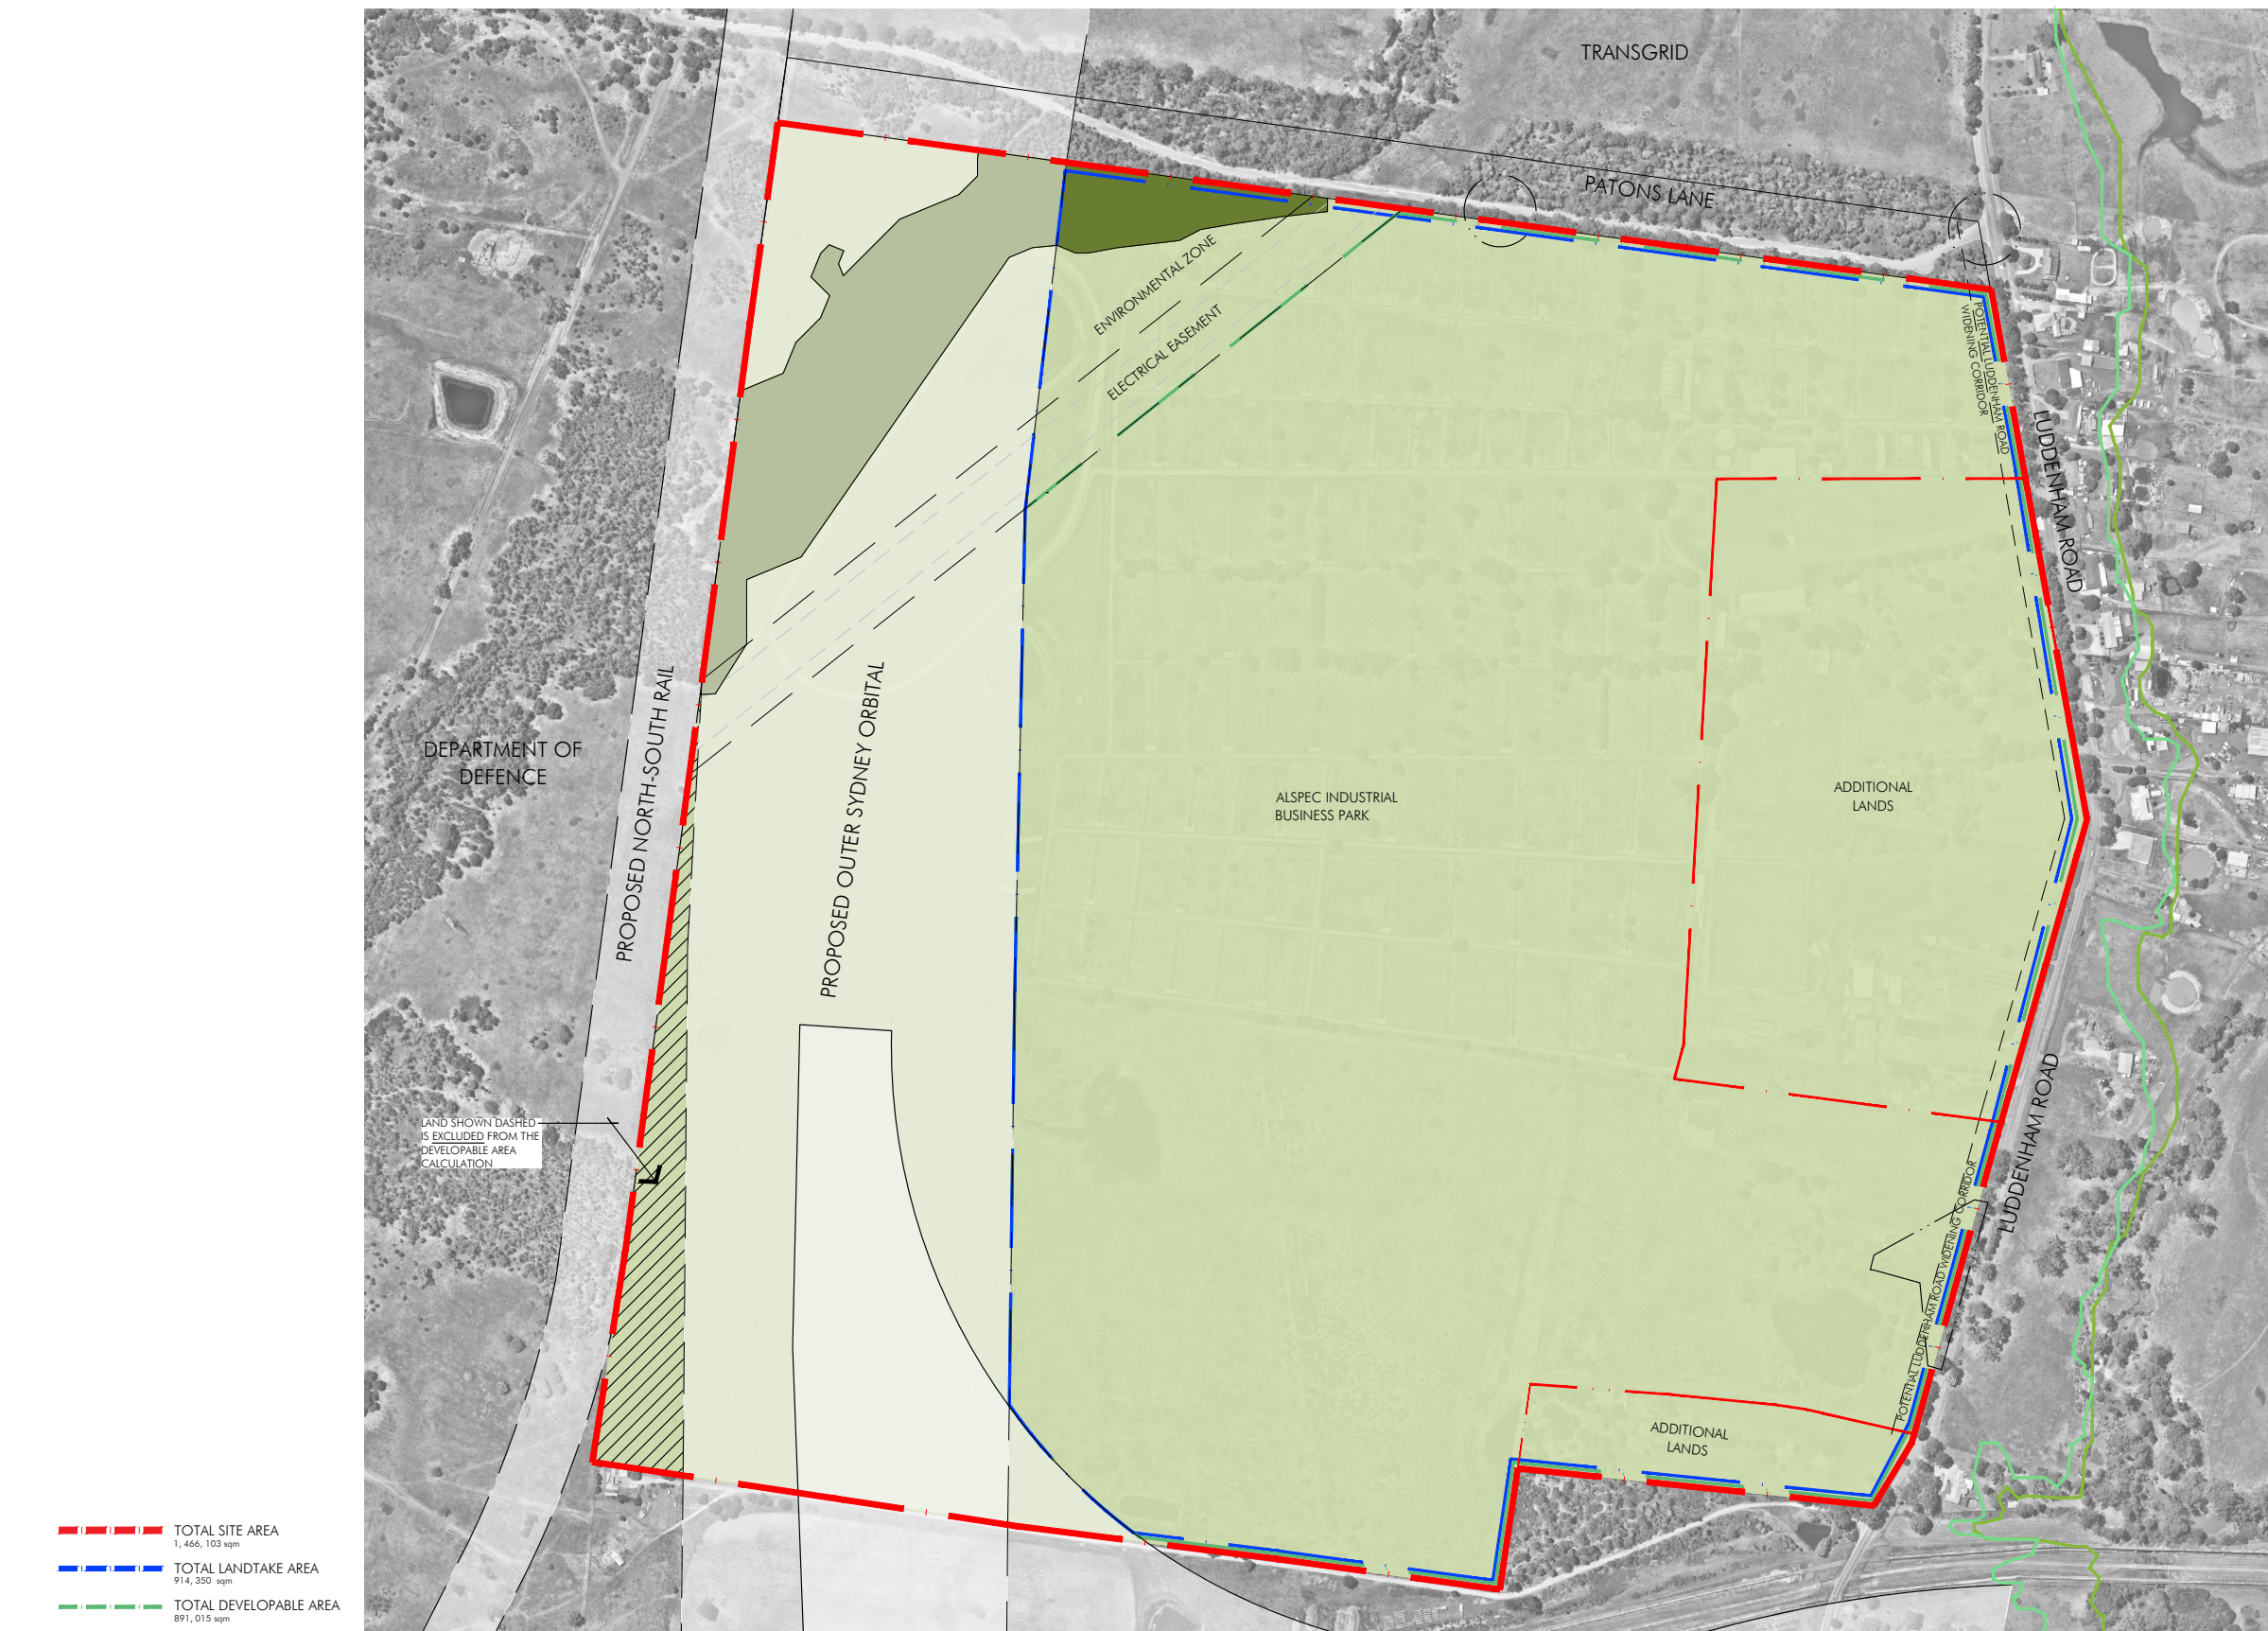 TRANSGRID
PATONS LANE
ENVIRONMENTAL ZONE
ELECTRICAL EASEMENT
POTENTIAL LUDDENHAM ROAD
WIDENING CORRIDOR
LUDDENHAM ROAD
PROPOSED NORTH-SOUTH RAIL
PROPOSED OUTER SYDNEY ORBITAL
DEPARTMENT OF
DEFENCE
ALSPEC INDUSTRIAL
BUSINESS PARK
ADDITIONAL
LANDS
LAND SHOWN DASHED
IS EXCLUDED FROM THE
DEVELOPABLE AREA
CALCULATION
LUDDENHAM ROAD
POTENTIAL LUDDENHAM ROAD WIDENING CORRIDOR
ADDITIONAL
LANDS
TOTAL SITE AREA
1, 466, 103 sqm
TOTAL LANDTAKE AREA
914, 350 sqm
TOTAL DEVELOPABLE AREA
891, 015 sqm